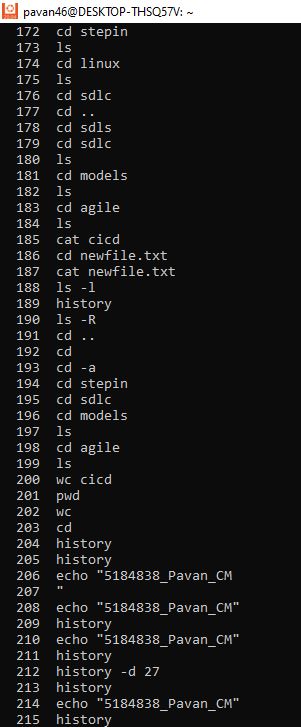 pavan46@DESKTOP-THSQ57V: ~
172 cd stepin
173 ls
174 cd linux
175 ls
176 cd sdlc
177 cd ..
178 cd sdls
179 cd sdlc
180 ls
181 cd models
182 ls
183 cd agile
184 ls
185 cat cicd
186 cd newfile.txt
187 cat newfile.txt
188 ls -l
189 history
190 ls -R
191 cd ..
192 cd
193 cd -a
194 cd stepin
195 cd sdlc
196 cd models
197 ls
198 cd agile
199 ls
200 wc cicd
201 pwd
202 wc
203 cd
204 history
205 history
206 echo "5184838_Pavan_CM
207 "
208 echo "5184838_Pavan_CM"
209 history
210 echo "5184838_Pavan_CM"
211 history
212 history -d 27
213 history
214 echo "5184838_Pavan_CM"
215 history